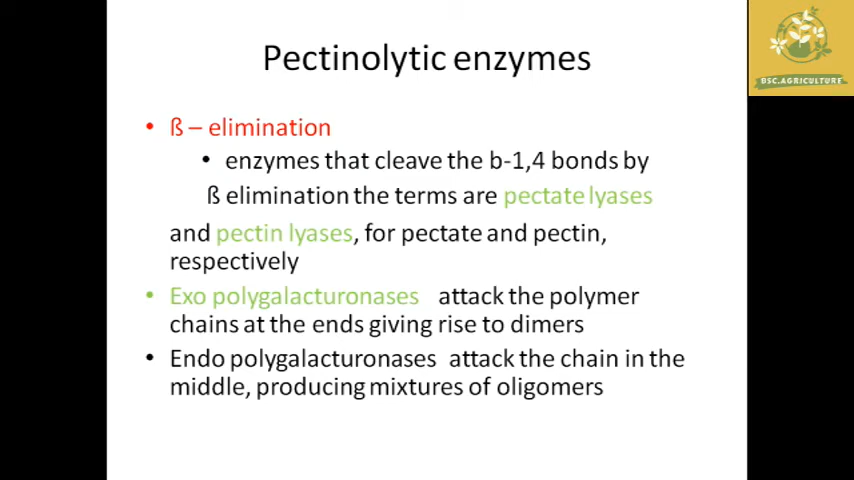 Pectinolytic enzymes
BSC.AGRICULTURE
• ß – elimination
• enzymes that cleave the b-1,4 bonds by
ß elimination the terms are pectate lyases
and pectin lyases, for pectate and pectin,
respectively
• Exo polygalacturonases attack the polymer
chains at the ends giving rise to dimers
• Endo polygalacturonases attack the chain in the
middle, producing mixtures of oligomers